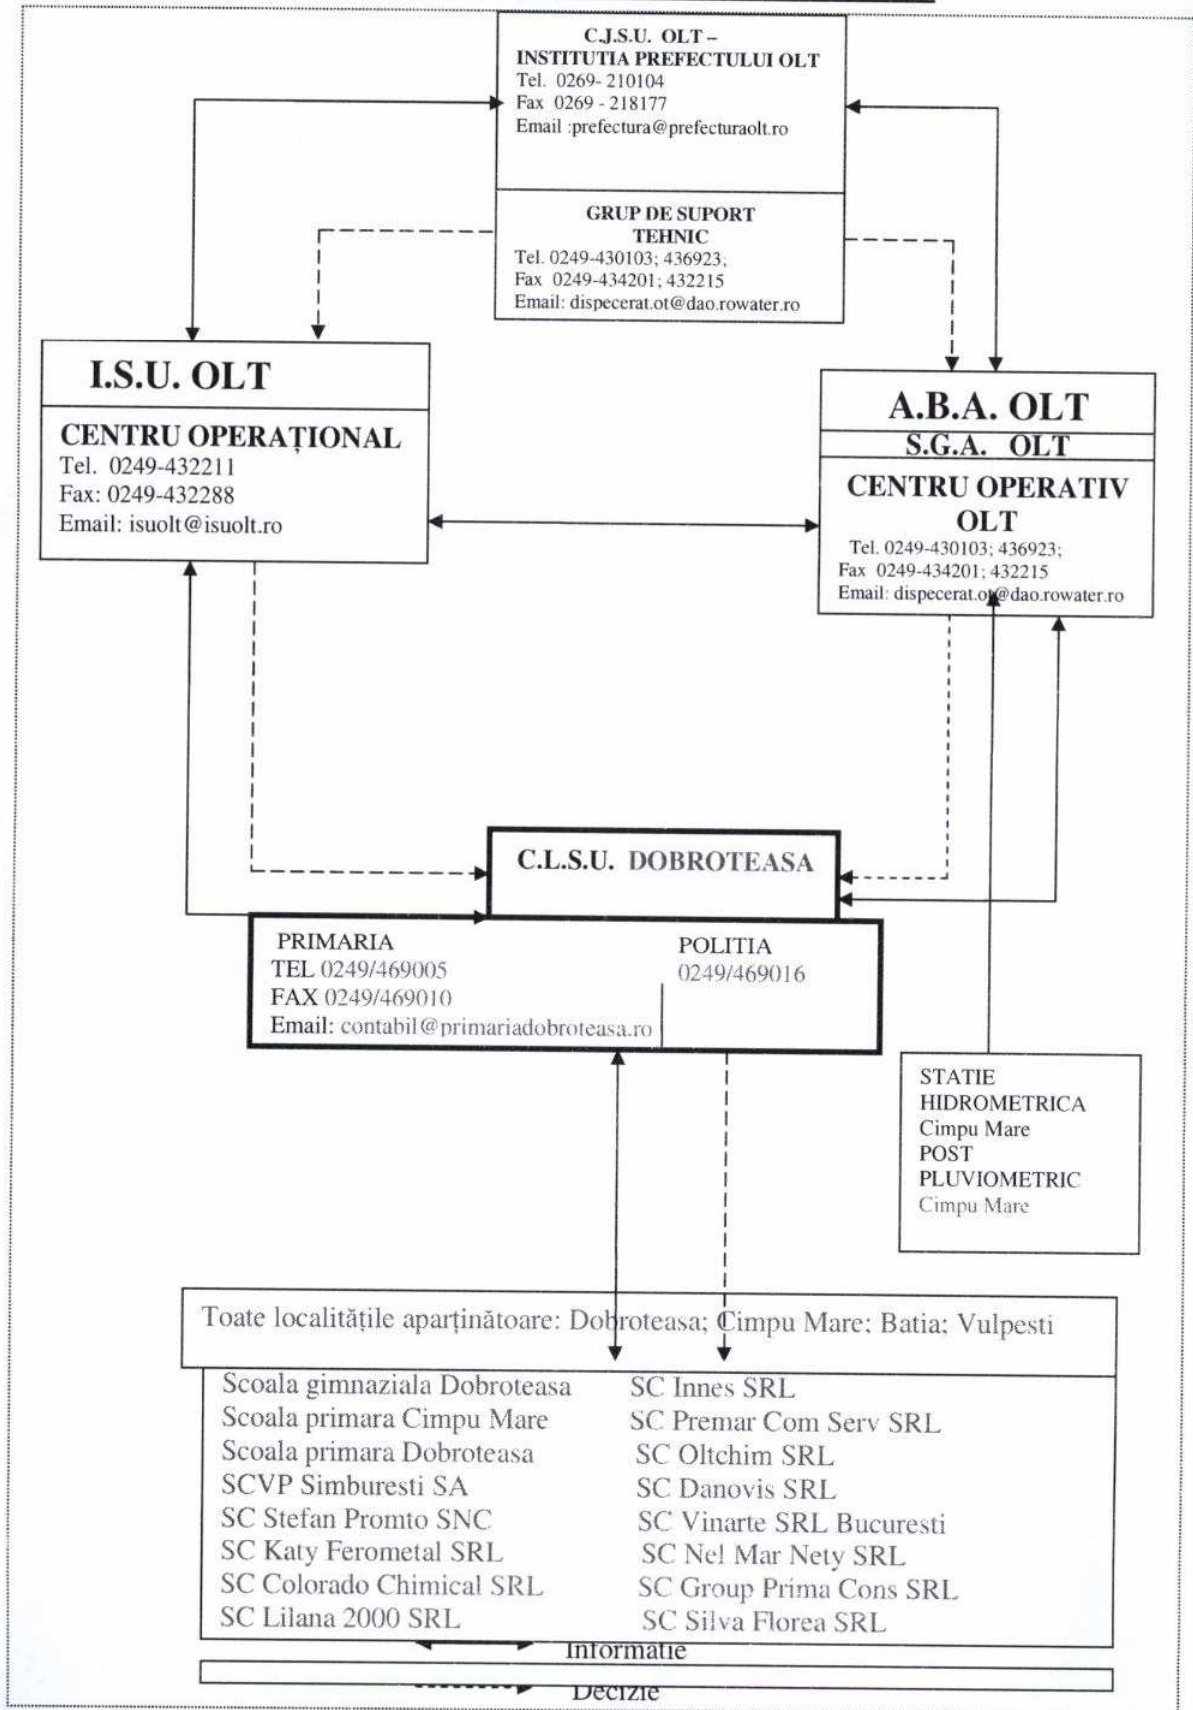 C.J.S.U. OLT –
INSTITUTIA PREFECTULUI OLT
Tel. 0269- 210104
Fax 0269 - 218177
Email :prefectura@prefecturaolt.ro
GRUP DE SUPORT
TEHNIC
Tel. 0249-430103; 436923;
Fax 0249-434201; 432215
Email: dispecerat.ot@dao.rowater.ro
I.S.U. OLT
CENTRU OPERAȚIONAL
Tel. 0249-432211
Fax: 0249-432288
Email: isuolt@isuolt.ro
A.B.A. OLT
S.G.A. OLT
CENTRU OPERATIV
OLT
Tel. 0249-430103; 436923;
Fax 0249-434201; 432215
Email: dispecerat.ot@dao.rowater.ro
C.L.S.U. DOBROTEASA
PRIMARIA
TEL 0249/469005
FAX 0249/469010
Email: contabil@primariadobroteasa.ro
POLITIA
0249/469016
STATIE
HIDROMETRICA
Cimpu Mare
POST
PLUVIOMETRIC
Cimpu Mare
Toate localitățile aparținătoare: Dobroteasa; Cimpu Mare; Batia; Vulpesti
Scoala gimnaziala Dobroteasa
Scoala primara Cimpu Mare
Scoala primara Dobroteasa
SCVP Simburesti SA
SC Stefan Promto SNC
SC Katy Ferometal SRL
SC Colorado Chimical SRL
SC Lilana 2000 SRL
SC Innes SRL
SC Premar Com Serv SRL
SC Oltchim SRL
SC Danovis SRL
SC Vinarte SRL Bucuresti
SC Nel Mar Nety SRL
SC Group Prima Cons SRL
SC Silva Florea SRL
Informatie
Decizie